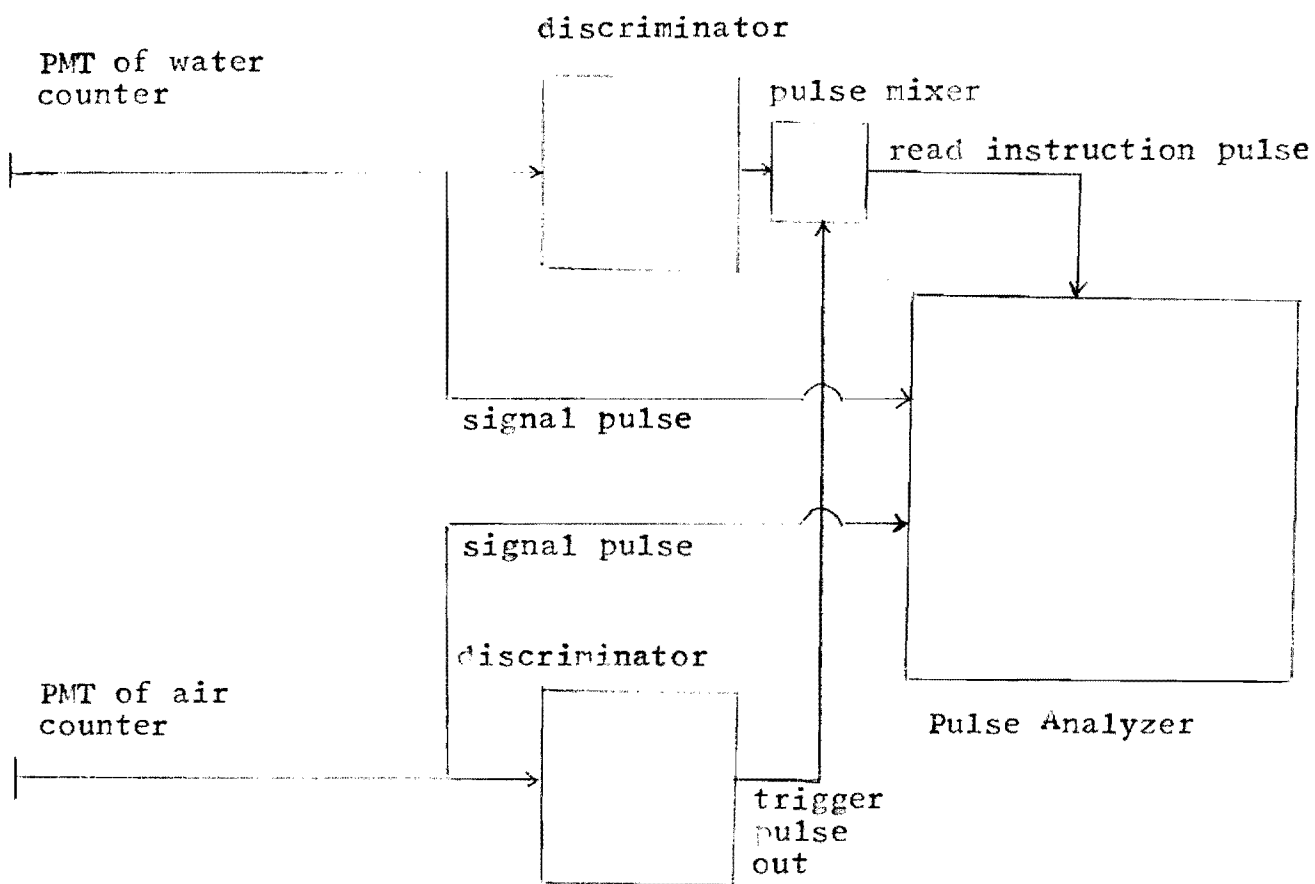 discriminator
PMT of water
counter
pulse mixer
read instruction pulse
signal pulse
signal pulse
discriminator
PMT of air
counter
Pulse Analyzer
trigger
pulse
out